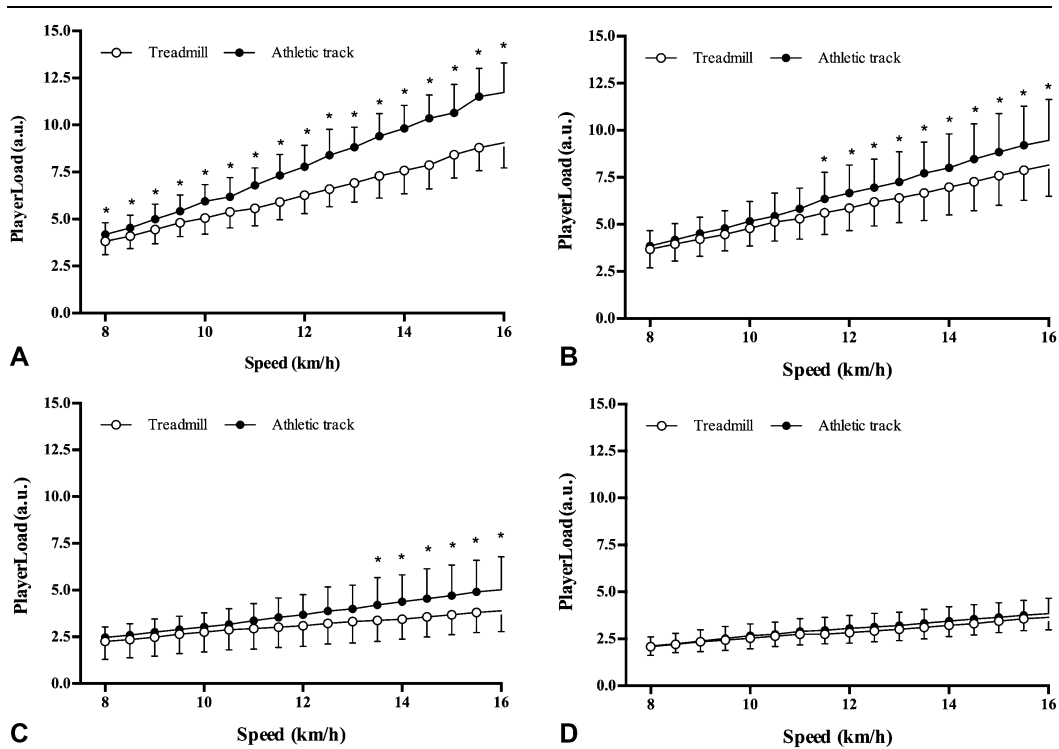 Treadmill Athletic track
PlayerLoad (a.u.)
15.0
12.5
10.0
7.5
5.0
2.5
0.0
* * * * * * * * * * * * * * * * *
8 10 12 14 16
Speed (km/h)
A
Treadmill Athletic track
PlayerLoad (a.u.)
15.0
12.5
10.0
7.5
5.0
2.5
0.0
* * * * * * * * * *
8 10 12 14 16
Speed (km/h)
B
Treadmill Athletic track
PlayerLoad (a.u.)
15.0
12.5
10.0
7.5
5.0
2.5
0.0
* * * * * *
8 10 12 14 16
Speed (km/h)
C
Treadmill Athletic track
PlayerLoad (a.u.)
15.0
12.5
10.0
7.5
5.0
2.5
0.0
8 10 12 14 16
Speed (km/h)
D